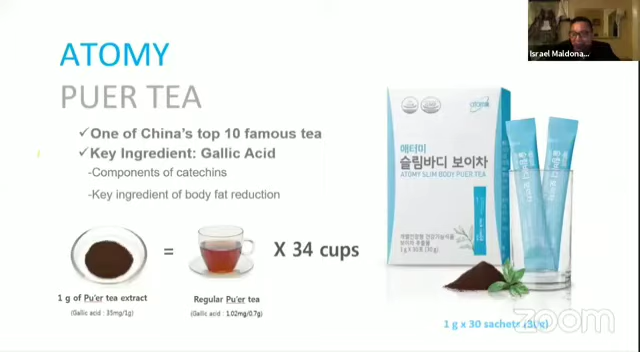 ATOMY
PUER TEA
✓One of China's top 10 famous tea
✓Key Ingredient: Gallic Acid
-Components of catechins
-Key ingredient of body fat reduction
=
X 34 cups
1 g of Pu'er tea extract
(Gallic acid : 35mg/1g)
Regular Pu'er tea
(Gallic acid : 1.02mg/0.7g)
애터미
슬림바디 보이차
ATOMY SLIM BODY PUER TEA
1 g x 30 sachets (30g)
zoom
Israel Maldona...